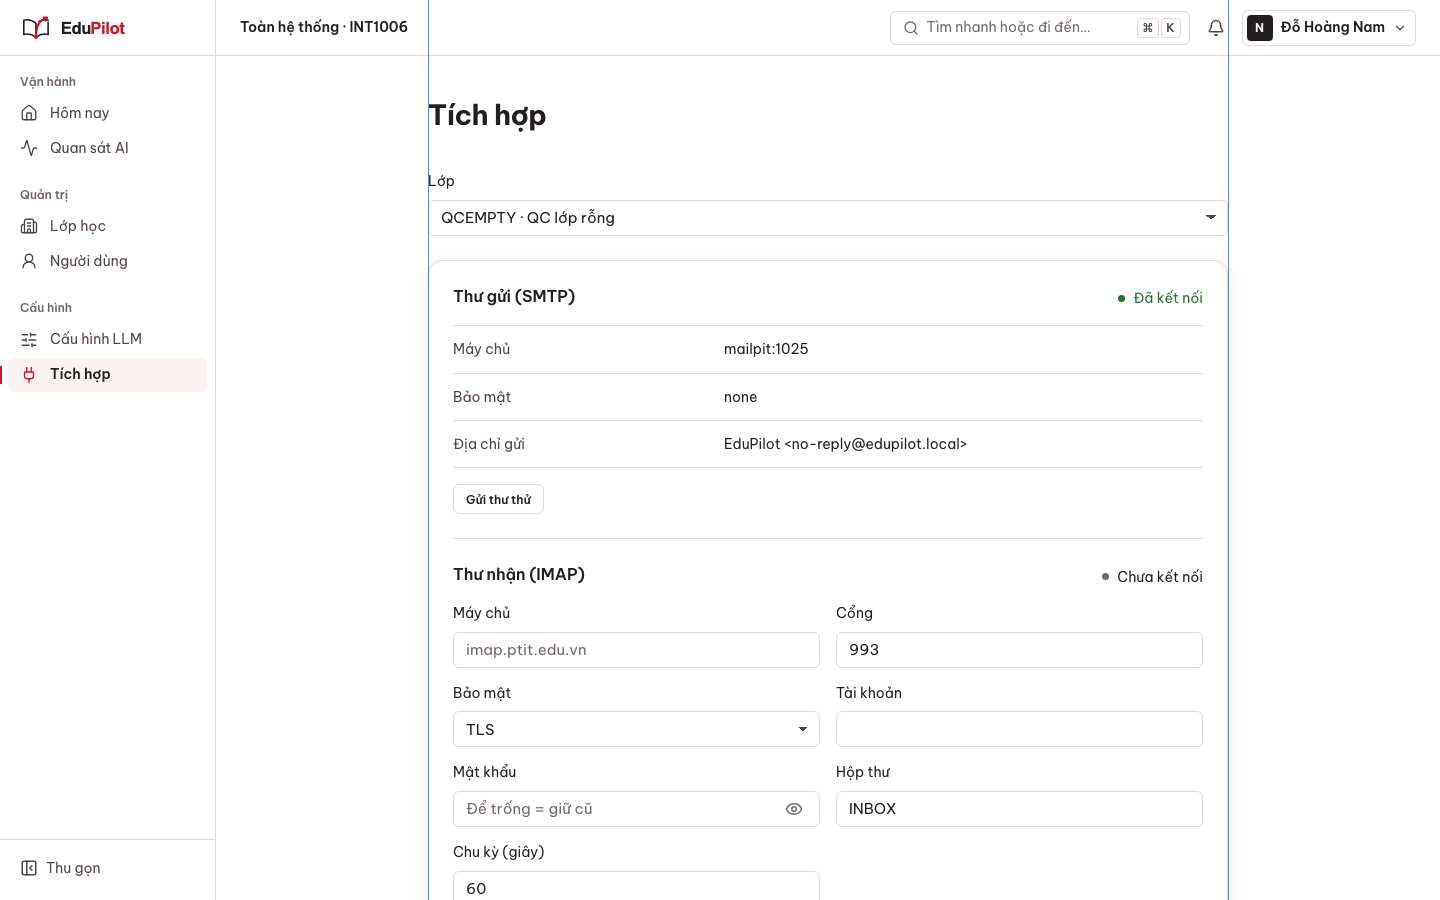 EduPilot
Toàn hệ thống · INT1006
Tìm nhanh hoặc đi đến...
⌘ K
N
Đỗ Hoàng Nam
Vận hành
Hôm nay
Quan sát AI
Quản trị
Lớp học
Người dùng
Cấu hình
Cấu hình LLM
Tích hợp
Thu gọn
Tích hợp
Lớp
QCEMPTY · QC lớp rỗng
Thư gửi (SMTP)
Đã kết nối
Máy chủ
mailpit:1025
Bảo mật
none
Địa chỉ gửi
EduPilot <no-reply@edupilot.local>
Gửi thư thử
Thư nhận (IMAP)
Chưa kết nối
Máy chủ
Cổng
imap.ptit.edu.vn
993
Bảo mật
Tài khoản
TLS
Mật khẩu
Hộp thư
Để trống = giữ cũ
INBOX
Chu kỳ (giây)
60